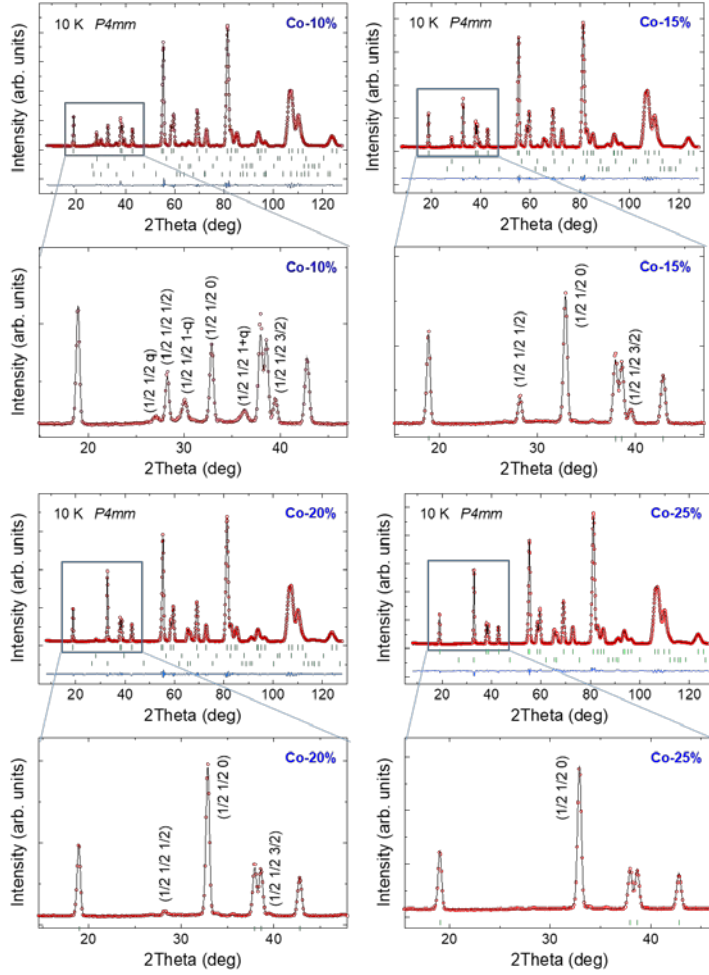 10 K P4mm Co-10%
Intensity (arb. units)
20 40 60 80 100 120
2Theta (deg)
10 K P4mm Co-15%
Intensity (arb. units)
20 40 60 80 100 120
2Theta (deg)
Co-10%
Intensity (arb. units)
(1/2 1/2 q)
(1/2 1/2 1/2)
(1/2 1/2 1-q)
(1/2 1/2 0)
(1/2 1/2 1+q)
(1/2 1/2 3/2)
20 30 40
2Theta (deg)
Co-15%
Intensity (arb. units)
(1/2 1/2 1/2)
(1/2 1/2 0)
(1/2 1/2 3/2)
20 30 40
2Theta (deg)
10 K P4mm Co-20%
Intensity (arb. units)
20 40 60 80 100 120
2Theta (deg)
10 K P4mm Co-25%
Intensity (arb. units)
20 40 60 80 100 120
2Theta (deg)
Co-20%
Intensity (arb. units)
(1/2 1/2 1/2)
(1/2 1/2 0)
(1/2 1/2 3/2)
20 30 40
2Theta (deg)
Co-25%
Intensity (arb. units)
(1/2 1/2 0)
20 30 40
2Theta (deg)